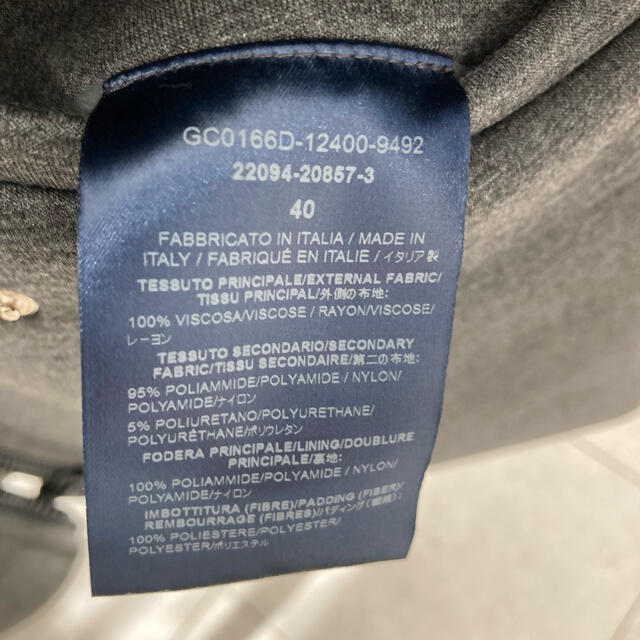 GC0166D-12400-9492
22094-20857-3
40
FABBRICATO IN ITALIA / MADE IN
ITALY / FABRIQUÉ EN ITALIE / イタリア製
TESSUTO PRINCIPALE/EXTERNAL FABRIC/
TISSU PRINCIPAL/外側の布地:
100% VISCOSA/VISCOSE / RAYON/VISCOSE/
レーヨン
TESSUTO SECONDARIO/SECONDARY
FABRIC/TISSU SECONDAIRE/第二の布地:
95% POLIAMMIDE/POLYAMIDE / NYLON/
POLYAMIDE/ナイロン
5% POLIURETANO/POLYURETHANE/
POLYURÉTHANE/ポリウレタン
FODERA PRINCIPALE/LINING/DOUBLURE
PRINCIPALE/裏地:
100% POLIAMMIDE/POLYAMIDE / NYLON/
POLYAMIDE/ナイロン
IMBOTTITURA (FIBRE)/PADDING (FIBER)/
REMBOURRAGE (FIBRES)/パディング(繊維):
100% POLIESTERE/POLYESTER/
POLYESTER/ポリエステル